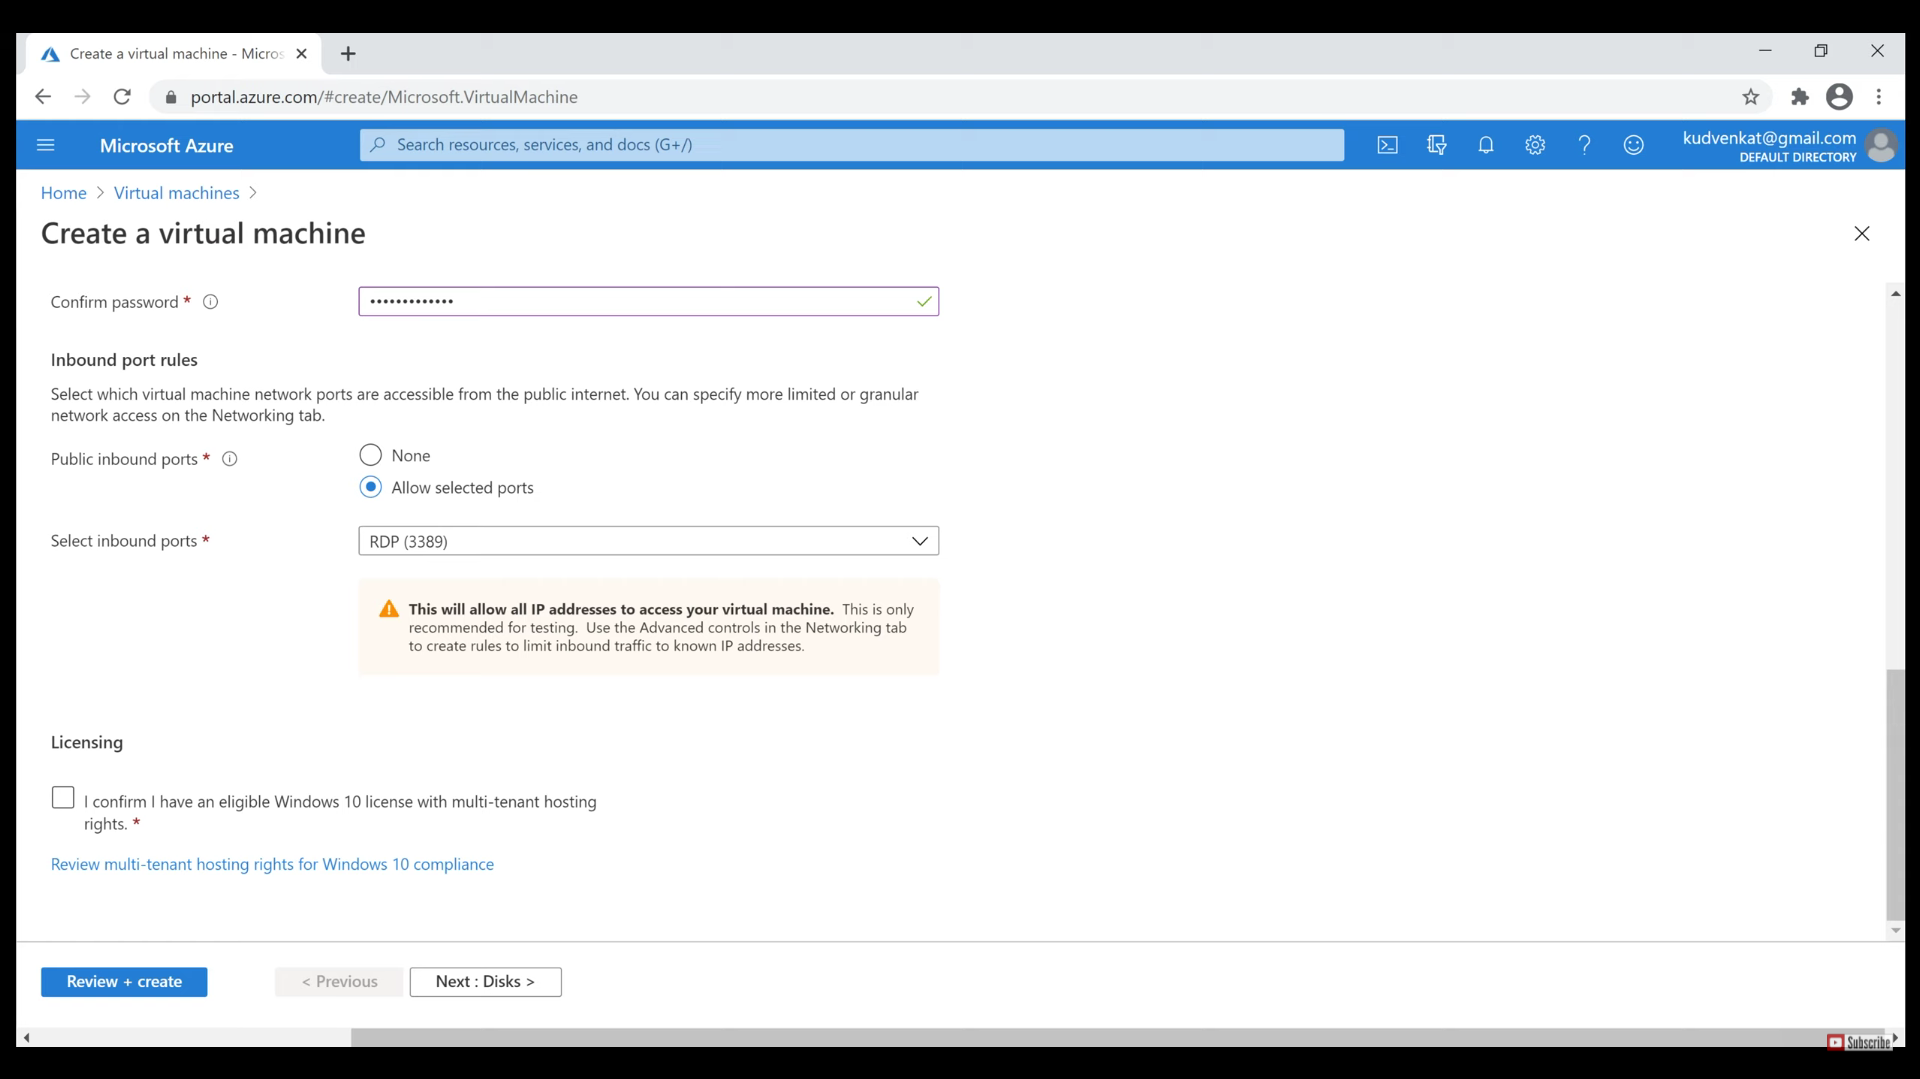 Create a virtual machine - Micros
portal.azure.com/#create/Microsoft.VirtualMachine
Microsoft Azure
Search resources, services, and docs (G+/)
kudvenkat@gmail.com
DEFAULT DIRECTORY
Home > Virtual machines >
Create a virtual machine
Confirm password *
•••••••••••••
Inbound port rules
Select which virtual machine network ports are accessible from the public internet. You can specify more limited or granular
network access on the Networking tab.
Public inbound ports *
None
Allow selected ports
Select inbound ports *
RDP (3389)
This will allow all IP addresses to access your virtual machine. This is only
recommended for testing. Use the Advanced controls in the Networking tab
to create rules to limit inbound traffic to known IP addresses.
Licensing
I confirm I have an eligible Windows 10 license with multi-tenant hosting
rights. *
Review multi-tenant hosting rights for Windows 10 compliance
Review + create
< Previous
Next : Disks >
Subscribe